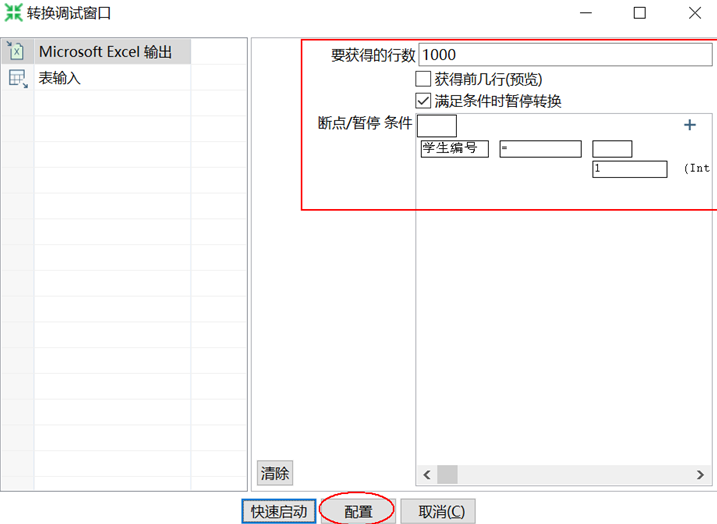 转换调试窗口
Microsoft Excel 输出
表输入
要获得的行数 1000
获得前几行(预览)
满足条件时暂停转换
断点/暂停 条件
+
学生编号 =
1 (Int
清除
快速启动 配置 取消(C)